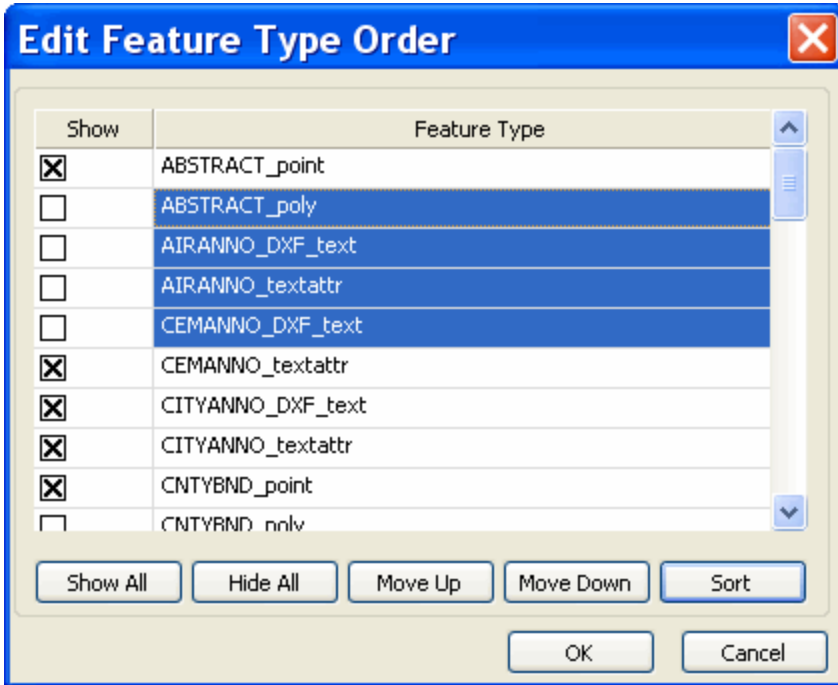 Edit Feature Type Order
Show Feature Type
ABSTRACT_point
ABSTRACT_poly
AIRANNO_DXF_text
AIRANNO_textattr
CEMANNO_DXF_text
CEMANNO_textattr
CITYANNO_DXF_text
CITYANNO_textattr
CNTYBND_point
CNTYBND_poly
Show All Hide All Move Up Move Down Sort
OK Cancel